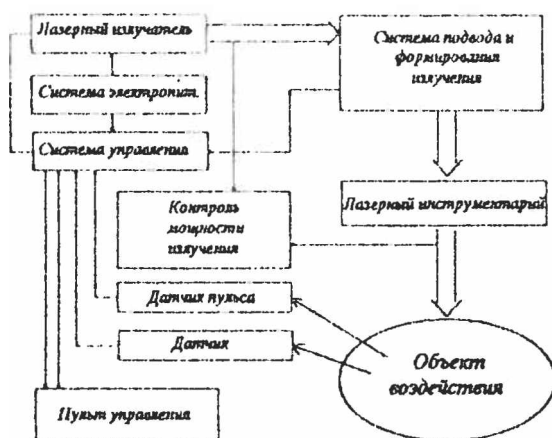 Лазерный излучатель
Система подвода и
формирования
излучения
Система электропит.
Система управления
Контроль
мощности
излучения
Лазерный инструментарий
Датчик пульса
Датчик
Объект
воздействия
Пульт управления